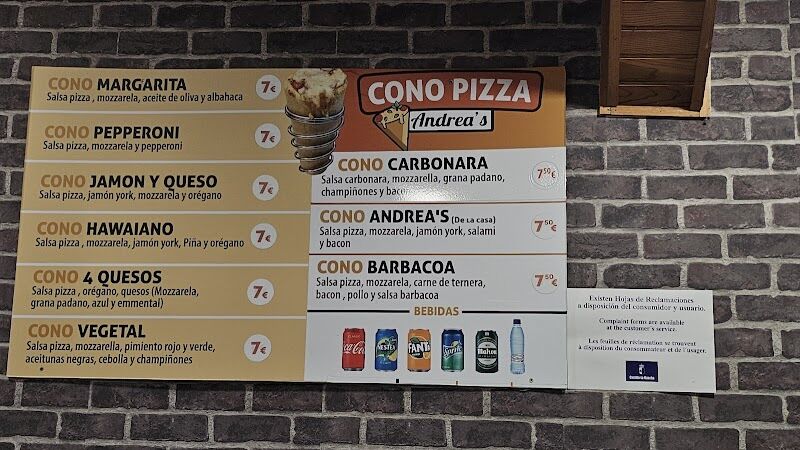 CONO MARGARITA 7€
Salsa pizza , mozzarela, aceite de oliva y albahaca
CONO PEPPERONI 7€
Salsa pizza, mozzarela y pepperoni
CONO JAMON Y QUESO 7€
Salsa pizza, jamón york, mozzarela y orégano
CONO HAWAIANO 7€
Salsa pizza , mozzarela, jamón york, Piña y orégano
CONO 4 QUESOS 7€
Salsa pizza , orégano, quesos (Mozzarela,
grana padano, azul y emmental)
CONO VEGETAL 7€
Salsa pizza, mozzarela, pimiento rojo y verde,
aceitunas negras, cebolla y champiñones
CONO PIZZA
Andrea's
CONO CARBONARA 7'50€
Salsa carbonara, mozzarella, grana padano,
champiñones y bacon
CONO ANDREA'S (De la casa) 7'50€
Salsa pizza, mozzarela, jamón york, salami
y bacon
CONO BARBACOA 7'50€
Salsa pizza, mozzarela, carne de ternera,
bacon , pollo y salsa barbacoa
BEBIDAS
Coca-Cola
NESTEA
FANTA
Sprite
Mahou
Existen Hojas de Reclamaciones
a disposición del consumidor y usuario.
Complaint forms are available
at the customer's service.
Les feuilles de réclamation se trouvent
à disposition du consommateur et de l'usager.
Castilla-La Mancha